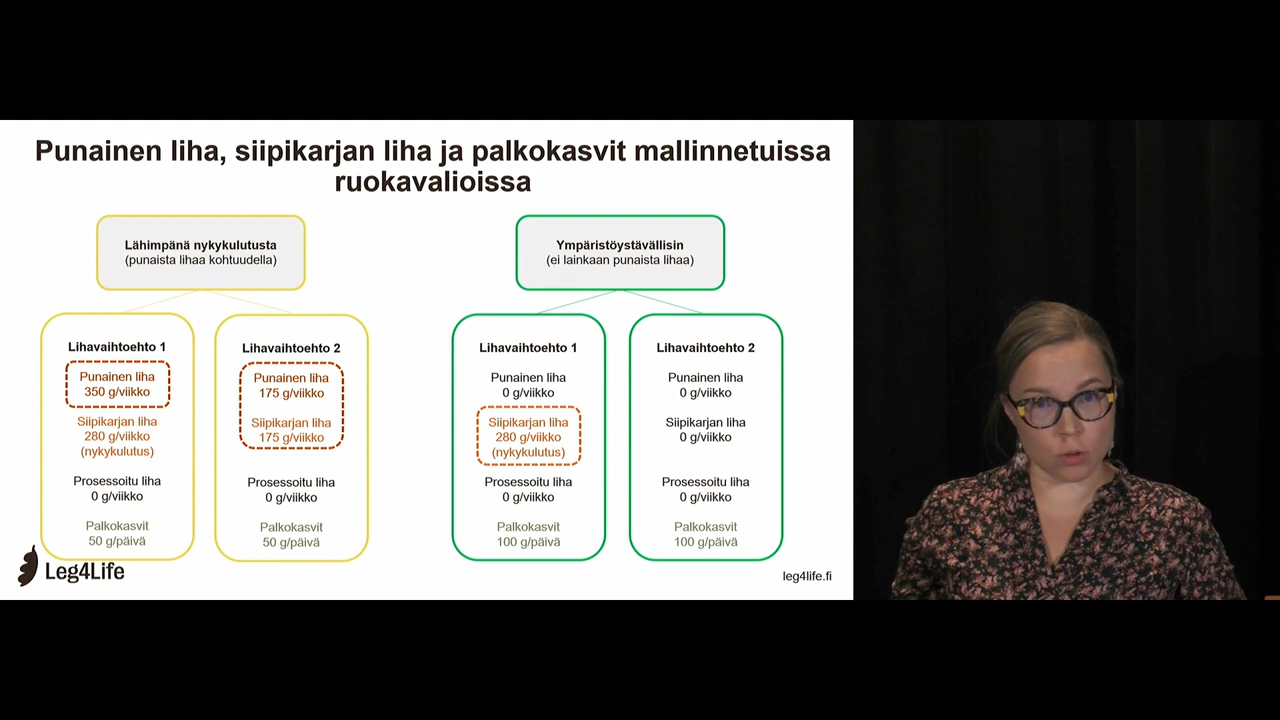 Punainen liha, siipikarjan liha ja palkokasvit mallinnetuissa
ruokavalioissa
Lähimpänä nykykulutusta
(punaista lihaa kohtuudella)
Lihavaihtoehto 1
Punainen liha
350 g/viikko
Siipikarjan liha
280 g/viikko
(nykykulutus)
Prosessoitu liha
0 g/viikko
Palkokasvit
50 g/päivä
Lihavaihtoehto 2
Punainen liha
175 g/viikko
Siipikarjan liha
175 g/viikko
Prosessoitu liha
0 g/viikko
Palkokasvit
50 g/päivä
Ympäristöystävällisin
(ei lainkaan punaista lihaa)
Lihavaihtoehto 1
Punainen liha
0 g/viikko
Siipikarjan liha
280 g/viikko
(nykykulutus)
Prosessoitu liha
0 g/viikko
Palkokasvit
100 g/päivä
Lihavaihtoehto 2
Punainen liha
0 g/viikko
Siipikarjan liha
0 g/viikko
Prosessoitu liha
0 g/viikko
Palkokasvit
100 g/päivä
Leg4Life
leg4life.fi